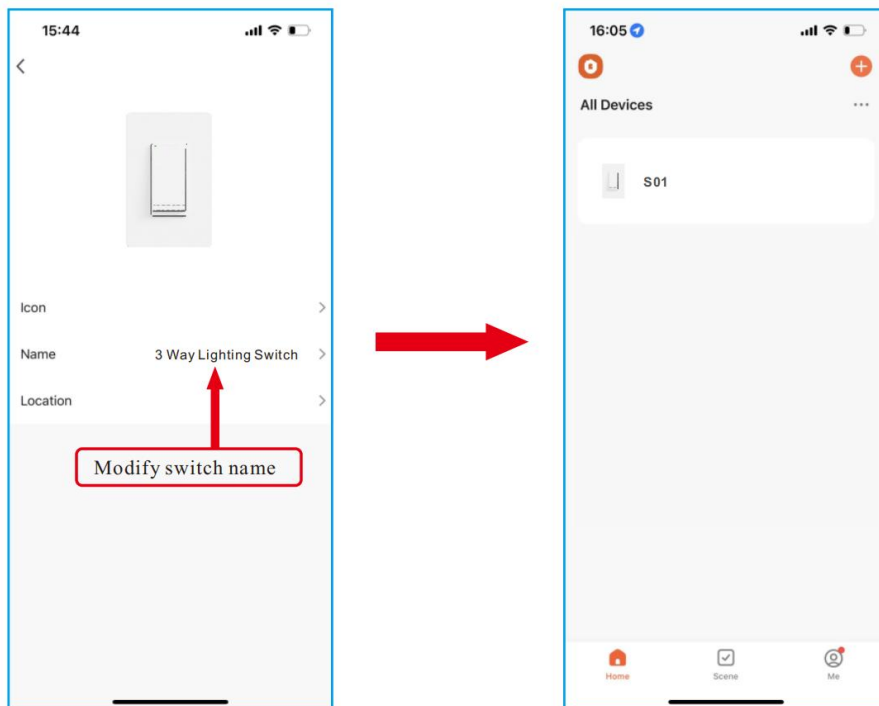 15:44
Icon
Name 3 Way Lighting Switch
Location
Modify switch name
16:05
All Devices
S01
Home Scene Me